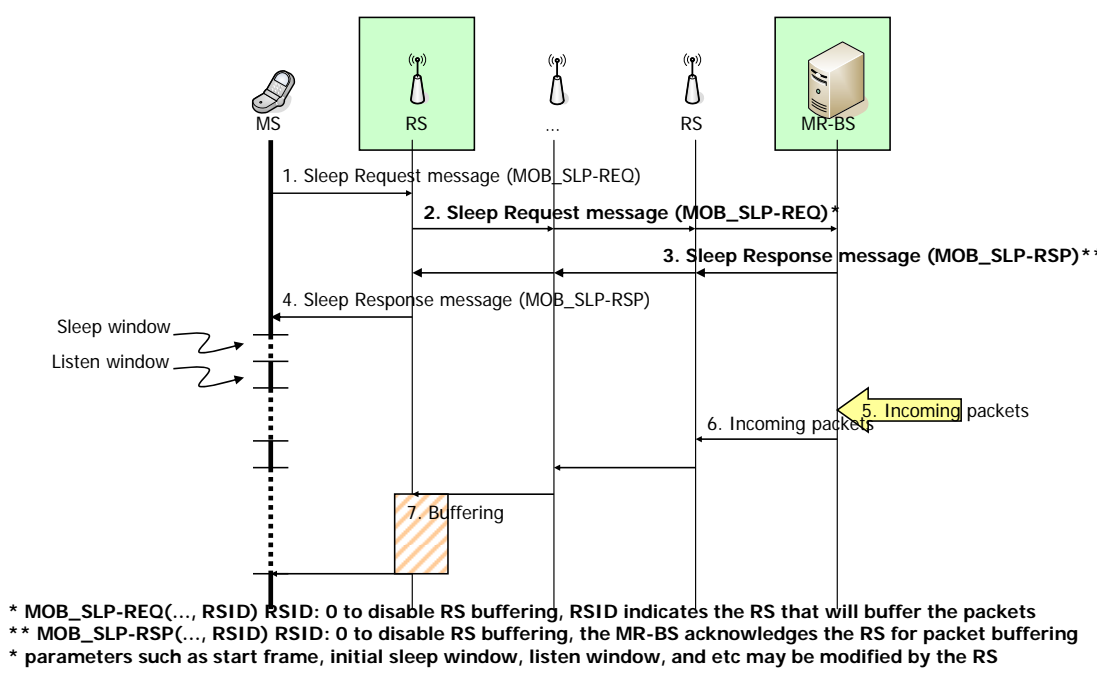 MS
RS
...
RS
MR-BS
1. Sleep Request message (MOB_SLP-REQ)
2. Sleep Request message (MOB_SLP-REQ)*
3. Sleep Response message (MOB_SLP-RSP)**
4. Sleep Response message (MOB_SLP-RSP)
Sleep window
Listen window
5. Incoming packets
6. Incoming packets
7. Buffering
* MOB_SLP-REQ(..., RSID) RSID: 0 to disable RS buffering, RSID indicates the RS that will buffer the packets
** MOB_SLP-RSP(..., RSID) RSID: 0 to disable RS buffering, the MR-BS acknowledges the RS for packet buffering
* parameters such as start frame, initial sleep window, listen window, and etc may be modified by the RS